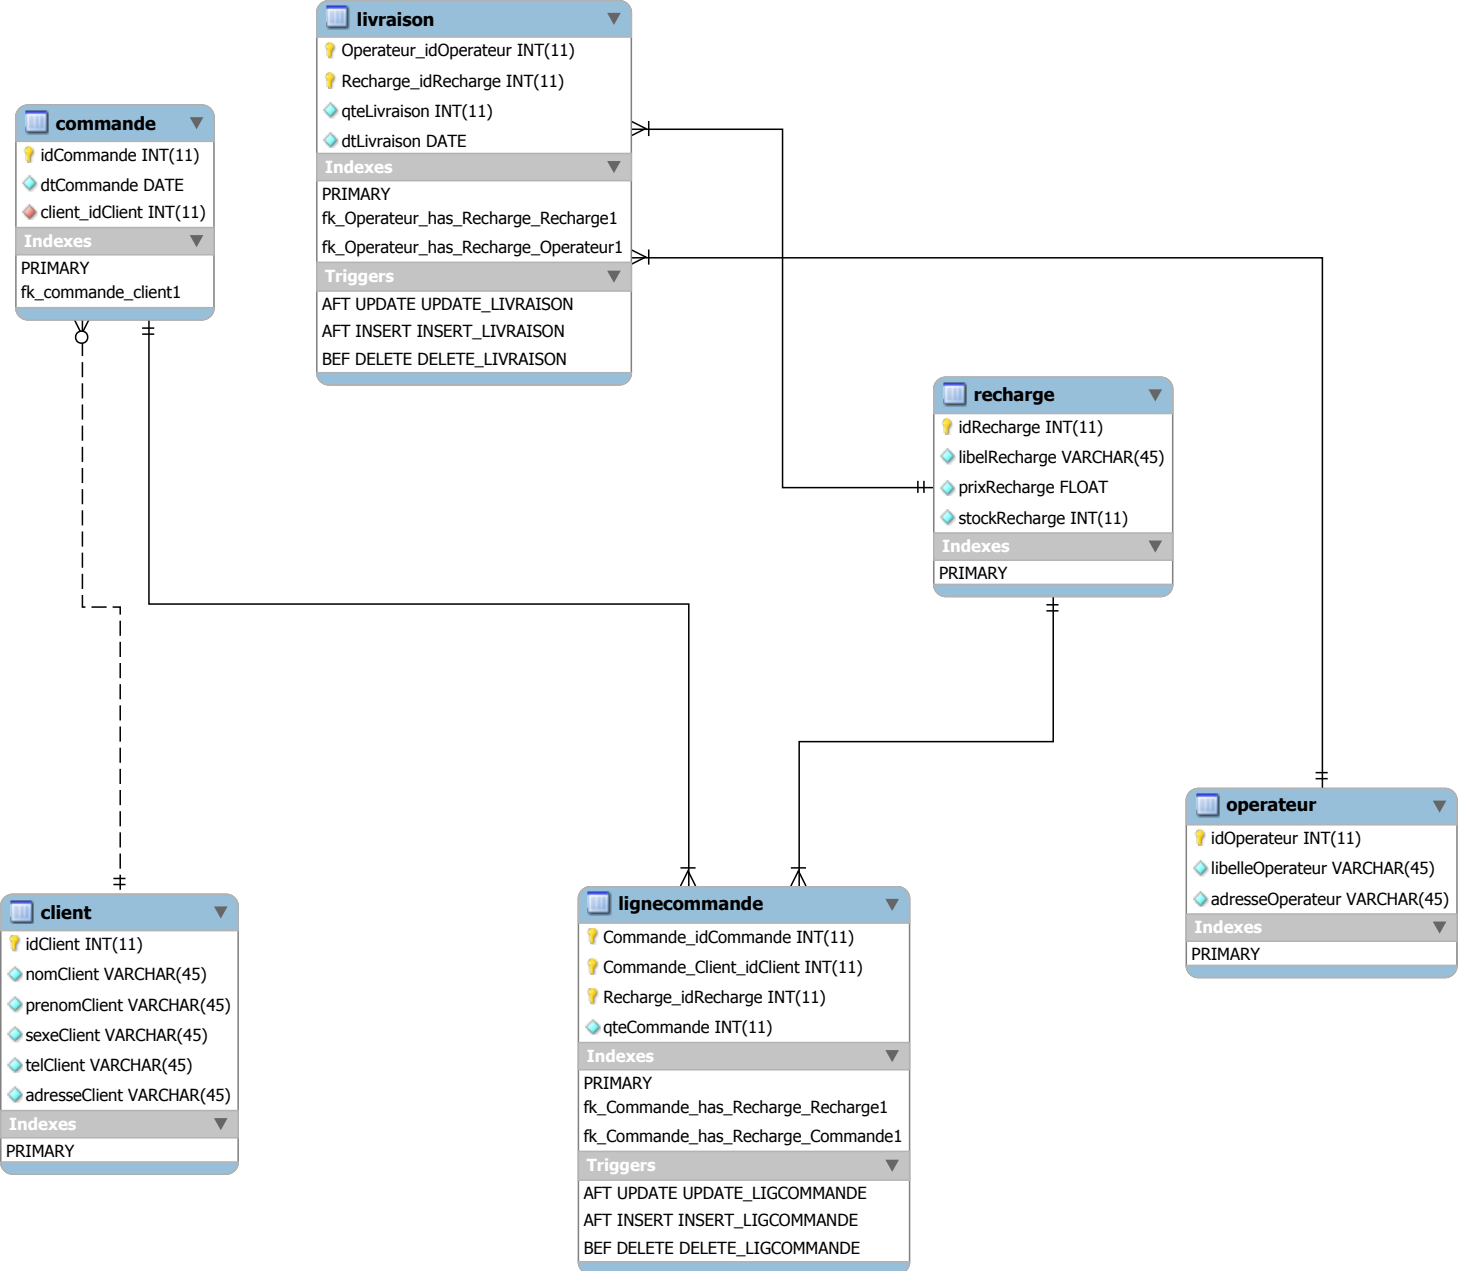 livraison
Operateur_idOperateur INT(11)
Recharge_idRecharge INT(11)
qteLivraison INT(11)
dtLivraison DATE
Indexes
PRIMARY
fk_Operateur_has_Recharge_Recharge1
fk_Operateur_has_Recharge_Operateur1
Triggers
AFT UPDATE UPDATE_LIVRAISON
AFT INSERT INSERT_LIVRAISON
BEF DELETE DELETE_LIVRAISON
commande
idCommande INT(11)
dtCommande DATE
client_idClient INT(11)
Indexes
PRIMARY
fk_commande_client1
recharge
idRecharge INT(11)
libelRecharge VARCHAR(45)
prixRecharge FLOAT
stockRecharge INT(11)
Indexes
PRIMARY
operateur
idOperateur INT(11)
libelleOperateur VARCHAR(45)
adresseOperateur VARCHAR(45)
Indexes
PRIMARY
client
idClient INT(11)
nomClient VARCHAR(45)
prenomClient VARCHAR(45)
sexeClient VARCHAR(45)
telClient VARCHAR(45)
adresseClient VARCHAR(45)
Indexes
PRIMARY
lignecommande
Commande_idCommande INT(11)
Commande_Client_idClient INT(11)
Recharge_idRecharge INT(11)
qteCommande INT(11)
Indexes
PRIMARY
fk_Commande_has_Recharge_Recharge1
fk_Commande_has_Recharge_Commande1
Triggers
AFT UPDATE UPDATE_LIGCOMMANDE
AFT INSERT INSERT_LIGCOMMANDE
BEF DELETE DELETE_LIGCOMMANDE